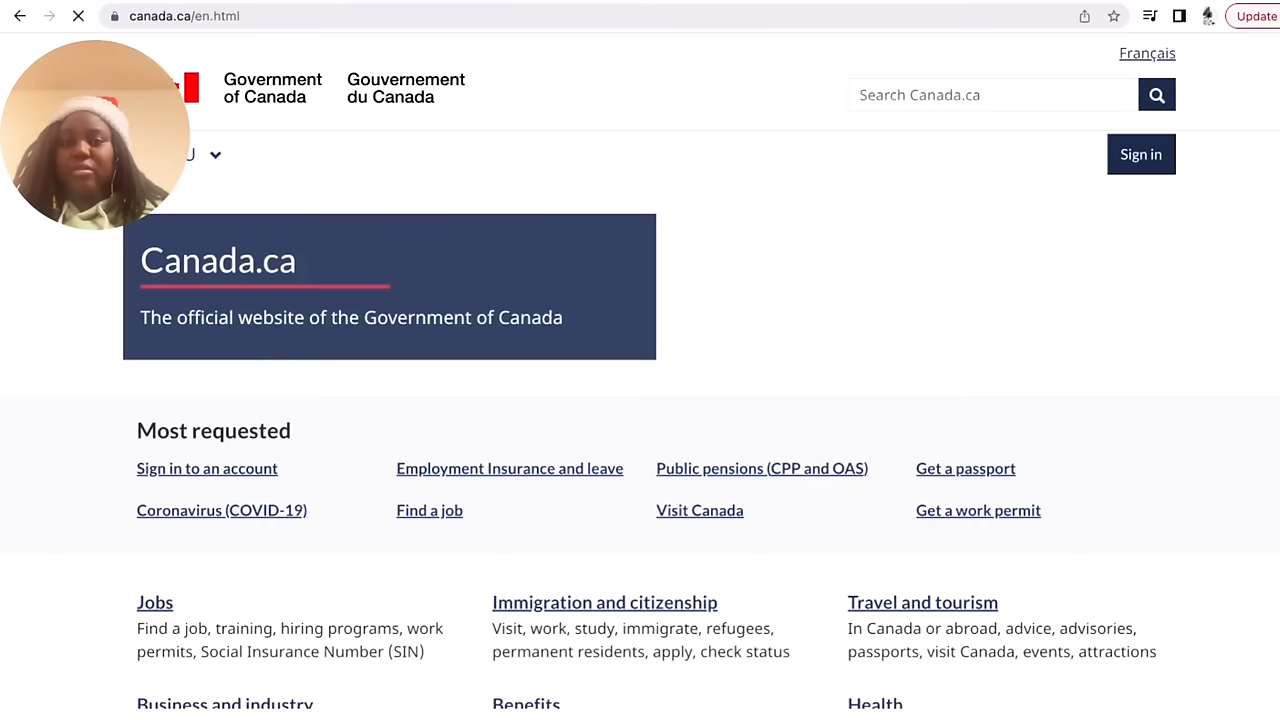 canada.ca/en.html
Update
Français
Government of Canada
Gouvernement du Canada
Search Canada.ca
U
Sign in
Canada.ca
The official website of the Government of Canada
Most requested
Sign in to an account
Employment Insurance and leave
Public pensions (CPP and OAS)
Get a passport
Coronavirus (COVID-19)
Find a job
Visit Canada
Get a work permit
Jobs
Find a job, training, hiring programs, work
permits, Social Insurance Number (SIN)
Immigration and citizenship
Visit, work, study, immigrate, refugees,
permanent residents, apply, check status
Travel and tourism
In Canada or abroad, advice, advisories,
passports, visit Canada, events, attractions
Business and industry
Benefits
Health